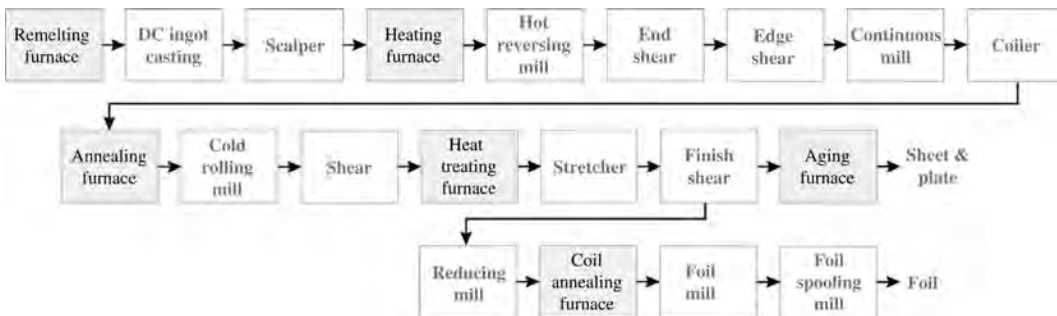 Remelting
furnace
DC ingot
casting
Scalper
Heating
furnace
Hot
reversing
mill
End
shear
Edge
shear
Continuous
mill
Coiler
Annealing
furnace
Cold
rolling
mill
Shear
Heat
treating
furnace
Stretcher
Finish
shear
Aging
furnace
Sheet &
plate
Reducing
mill
Coil
annealing
furnace
Foil
mill
Foil
spooling
mill
Foil